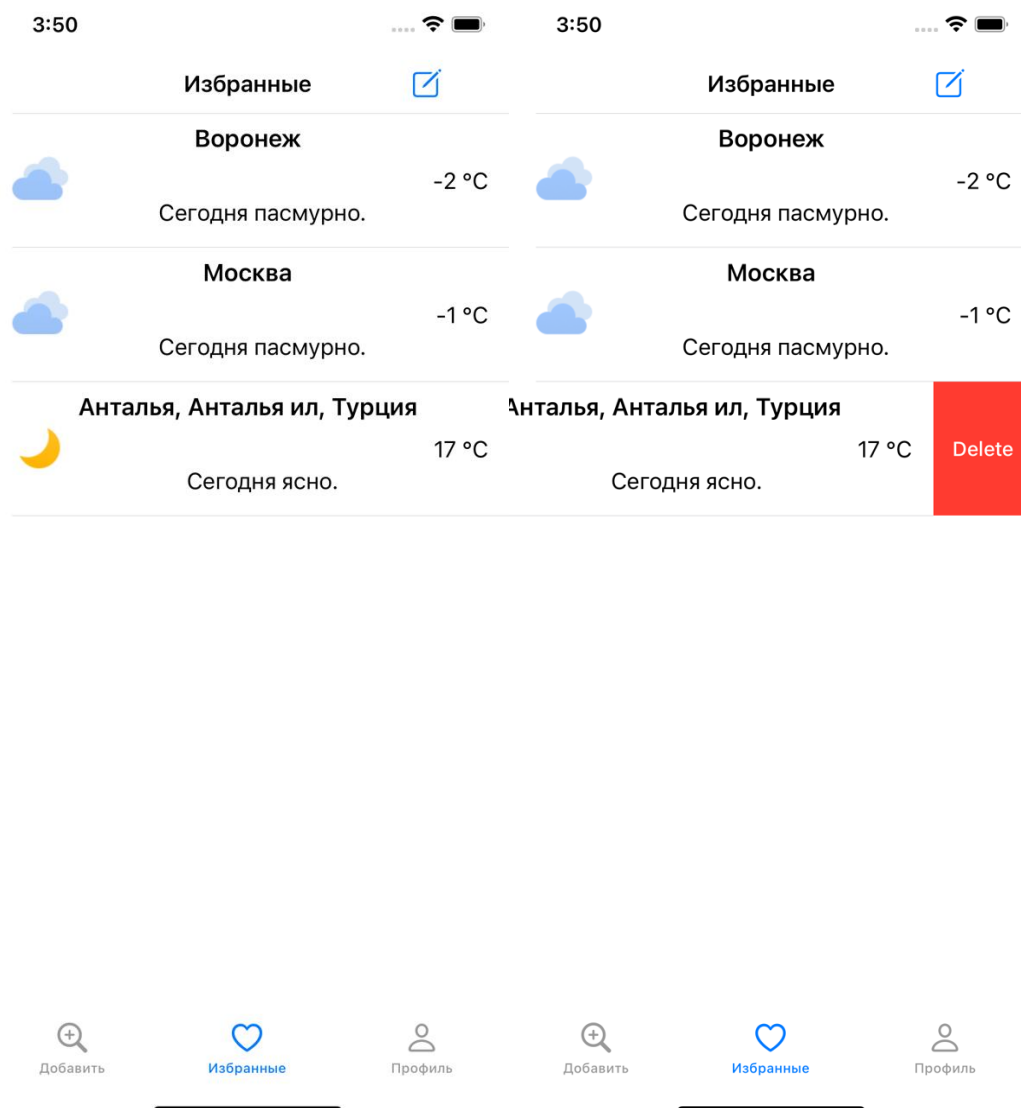 3:50
Избранные
Воронеж
-2 °C
Сегодня пасмурно.
Москва
-1 °C
Сегодня пасмурно.
Анталья, Анталья ил, Турция
17 °C
Сегодня ясно.
Добавить
Избранные
Профиль
3:50
Избранные
Воронеж
-2 °C
Сегодня пасмурно.
Москва
-1 °C
Сегодня пасмурно.
Анталья, Анталья ил, Турция
17 °C
Delete
Сегодня ясно.
Добавить
Избранные
Профиль